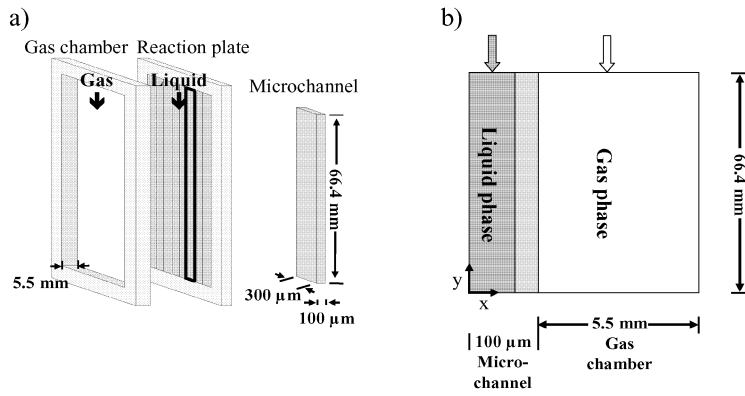 a)
Gas chamber
Reaction plate
Gas
Liquid
Microchannel
66.4 mm
5.5 mm
300 µm
100 µm
b)
Liquid phase
Gas phase
66.4 mm
y
x
5.5 mm
100 µm
Gas
Micro-
chamber
channel